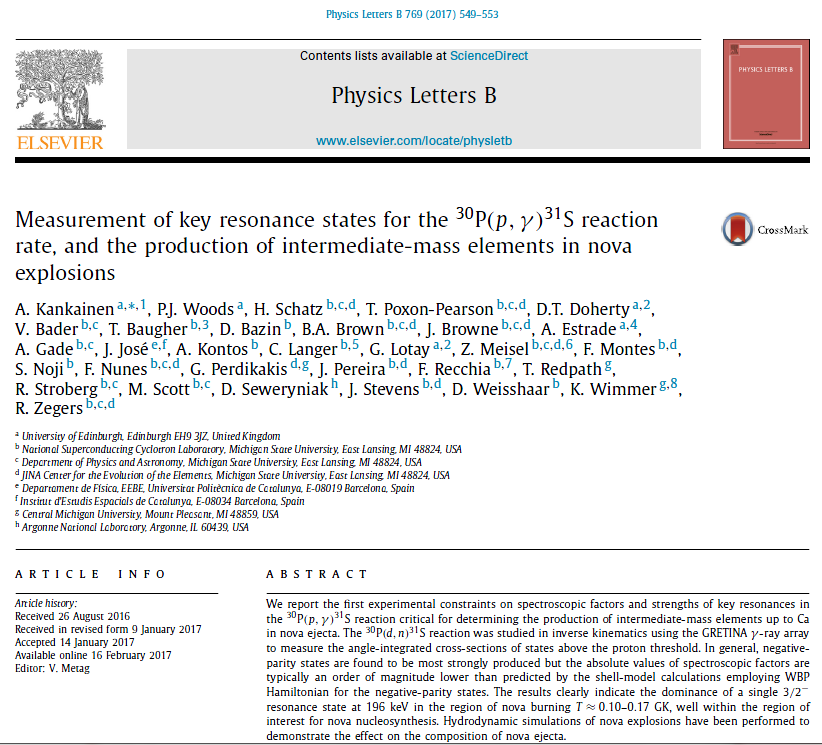 Physics Letters B 769 (2017) 549–553
Contents lists available at ScienceDirect
Physics Letters B
www.elsevier.com/locate/physletb
ELSEVIER
PHYSICS LETTERS B
Measurement of key resonance states for the ³⁰P(p, γ)³¹S reaction
rate, and the production of intermediate-mass elements in nova
explosions
CrossMark
A. Kankainen a,∗,1, P.J. Woods a, H. Schatz b,c,d, T. Poxon-Pearson b,c,d, D.T. Doherty a,2,
V. Bader b,c, T. Baugher b,3, D. Bazin b, B.A. Brown b,c,d, J. Browne b,c,d, A. Estrade a,4,
A. Gade b,c, J. José e,f, A. Kontos b, C. Langer b,5, G. Lotay a,2, Z. Meisel b,c,d,6, F. Montes b,d,
S. Noji b, F. Nunes b,c,d, G. Perdikakis d,g, J. Pereira b,d, F. Recchia b,7, T. Redpath g,
R. Stroberg b,c, M. Scott b,c, D. Seweryniak h, J. Stevens b,d, D. Weisshaar b, K. Wimmer g,8,
R. Zegers b,c,d
a University of Edinburgh, Edinburgh EH9 3JZ, United Kingdom
b National Superconducting Cyclotron Laboratory, Michigan State University, East Lansing, MI 48824, USA
c Department of Physics and Astronomy, Michigan State University, East Lansing, MI 48824, USA
d JINA Center for the Evolution of the Elements, Michigan State University, East Lansing, MI 48824, USA
e Departament de Física, EEBE, Universitat Politècnica de Catalunya, E-08019 Barcelona, Spain
f Institut d'Estudis Espacials de Catalunya, E-08034 Barcelona, Spain
g Central Michigan University, Mount Pleasant, MI 48859, USA
h Argonne National Laboratory, Argonne, IL 60439, USA
ARTICLE INFO
Article history:
Received 26 August 2016
Received in revised form 9 January 2017
Accepted 14 January 2017
Available online 16 February 2017
Editor: V. Metag
ABSTRACT
We report the first experimental constraints on spectroscopic factors and strengths of key resonances in
the ³⁰P(p, γ)³¹S reaction critical for determining the production of intermediate-mass elements up to Ca
in nova ejecta. The ³⁰P(d, n)³¹S reaction was studied in inverse kinematics using the GRETINA γ-ray array
to measure the angle-integrated cross-sections of states above the proton threshold. In general, negative-
parity states are found to be most strongly produced but the absolute values of spectroscopic factors are
typically an order of magnitude lower than predicted by the shell-model calculations employing WBP
Hamiltonian for the negative-parity states. The results clearly indicate the dominance of a single 3/2⁻
resonance state at 196 keV in the region of nova burning T ≈ 0.10–0.17 GK, well within the region of
interest for nova nucleosynthesis. Hydrodynamic simulations of nova explosions have been performed to
demonstrate the effect on the composition of nova ejecta.